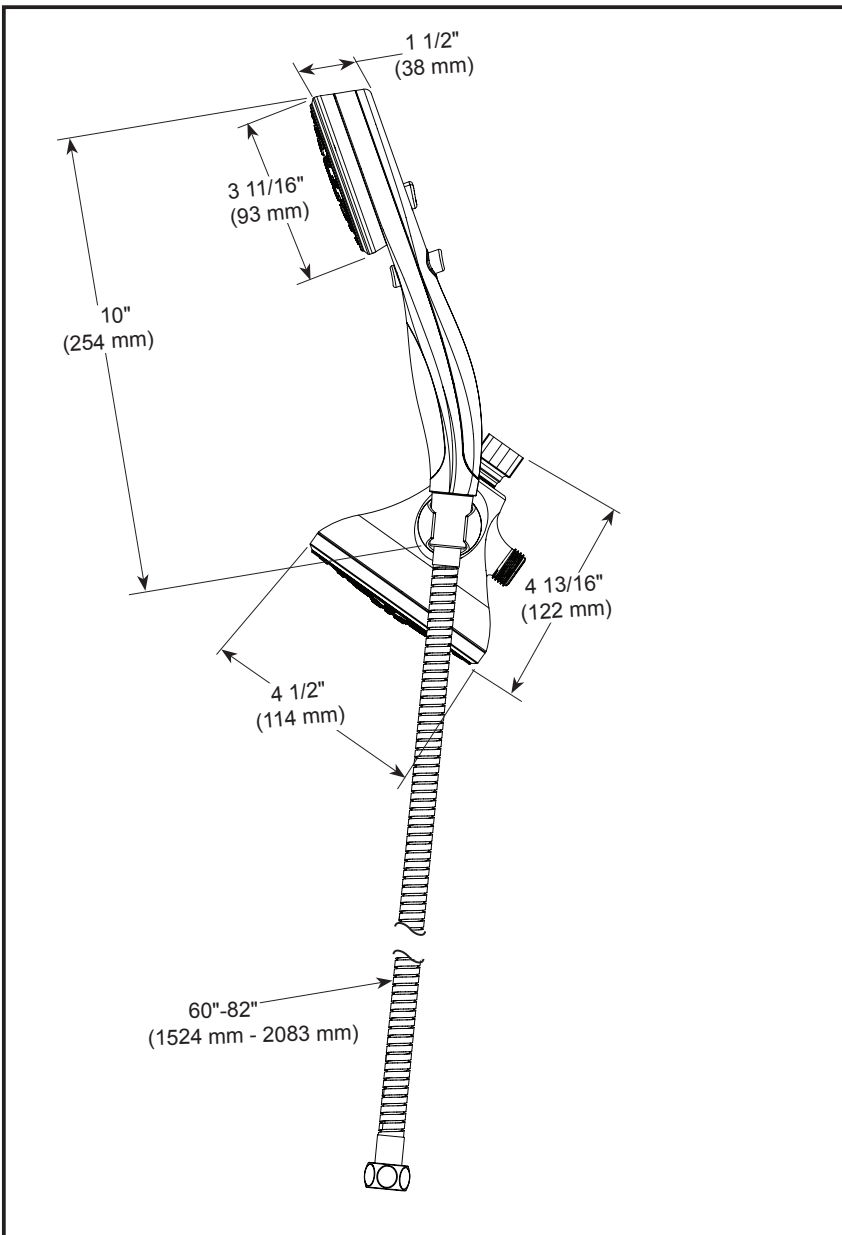 1 1/2"
(38 mm)
3 11/16"
(93 mm)
10"
(254 mm)
4 13/16"
(122 mm)
4 1/2"
(114 mm)
60"-82"
(1524 mm - 2083 mm)